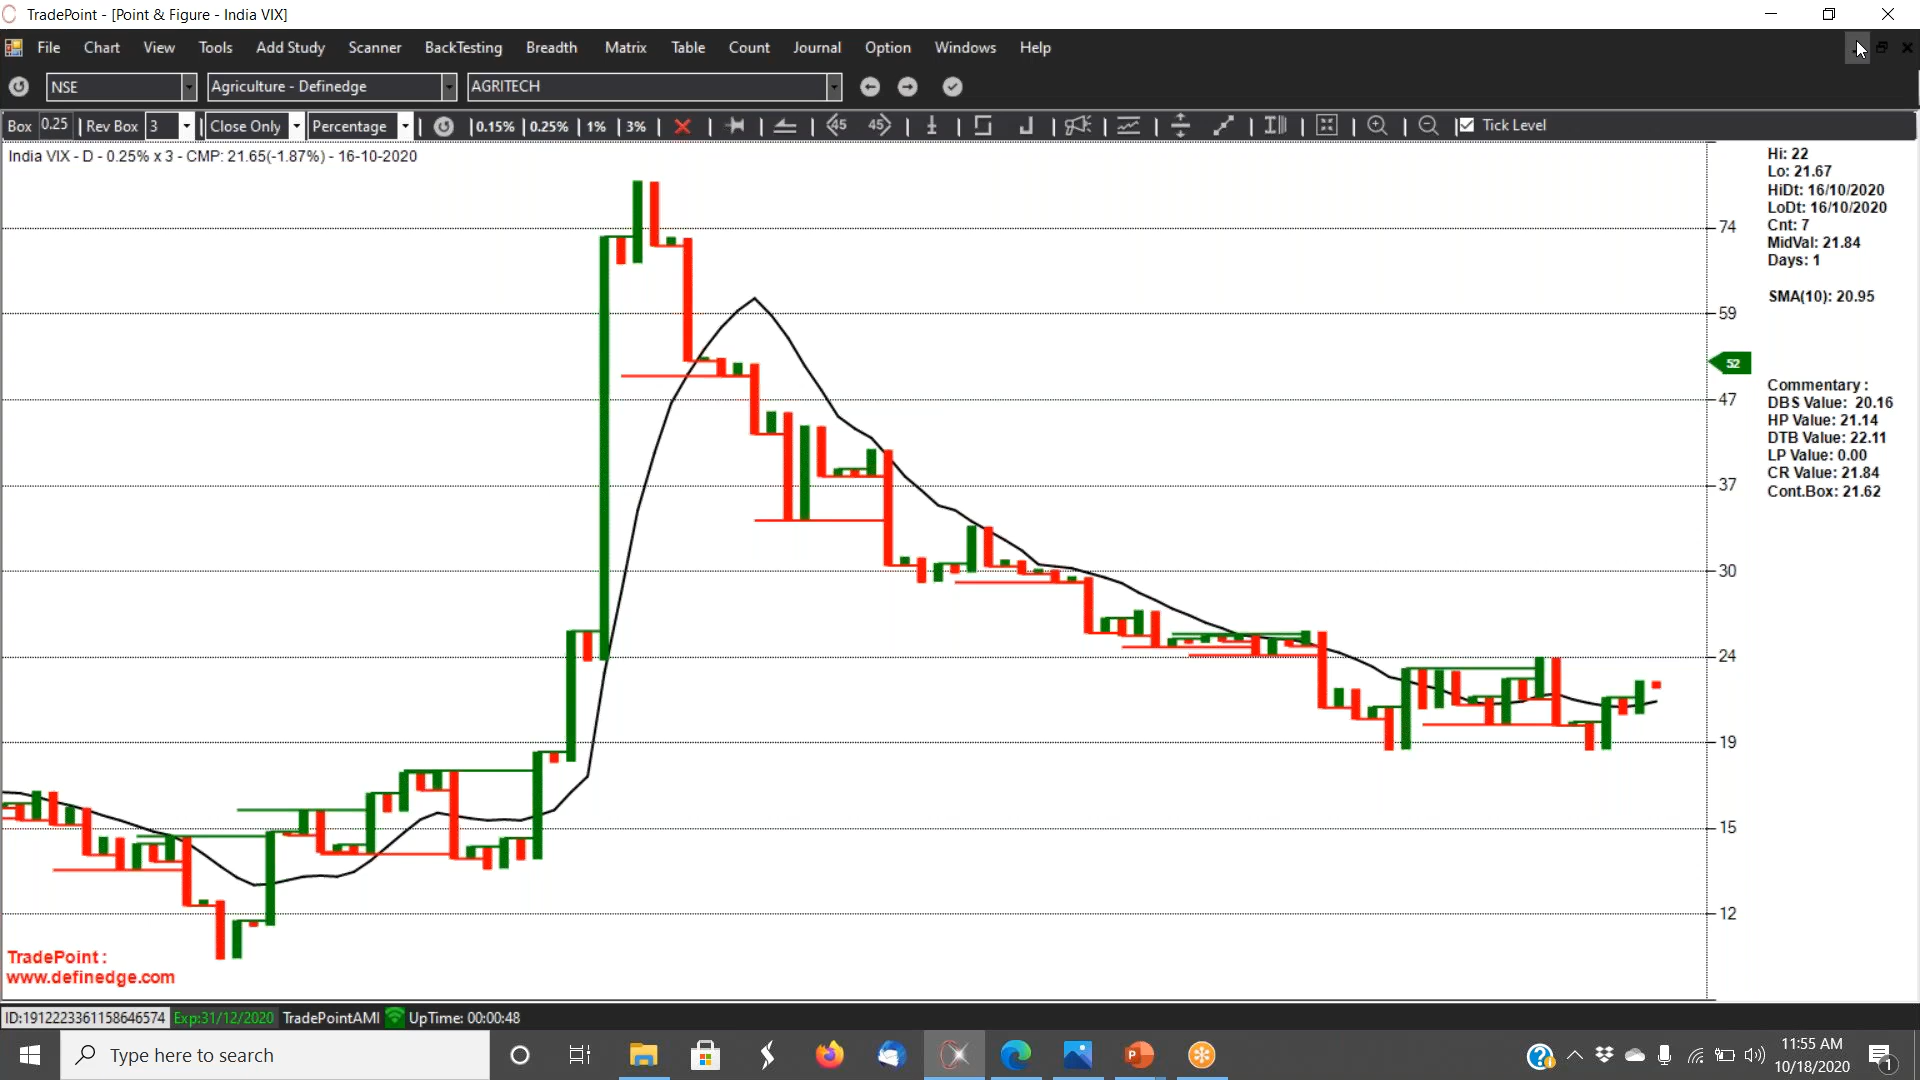 TradePoint - [Point & Figure - India VIX]
File Chart View Tools Add Study Scanner BackTesting Breadth Matrix Table Count Journal Option Windows Help
NSE Agriculture - Definedge AGRITECH
Box 0.25 Rev Box 3 Close Only Percentage 0.15% 0.25% 1% 3% 45 45 Tick Level
India VIX - D - 0.25% x 3 - CMP: 21.65(-1.87%) - 16-10-2020
Hi: 22
Lo: 21.67
HiDt: 16/10/2020
LoDt: 16/10/2020
Cnt: 7
MidVal: 21.84
Days: 1
SMA(10): 20.95
Commentary :
DBS Value: 20.16
HP Value: 21.14
DTB Value: 22.11
LP Value: 0.00
CR Value: 21.84
Cont.Box: 21.62
74
59
52
47
37
30
24
19
15
12
TradePoint :
www.definedge.com
ID:1912223361158646574 Exp:31/12/2020 TradePointAMI UpTime: 00:00:48
Type here to search
11:55 AM
10/18/2020
1